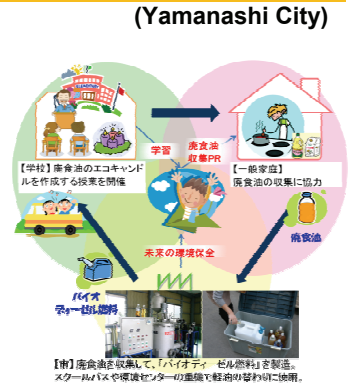 (Yamanashi City)
学習
廃食油
収集PR
【学校】廃食油のエコキャンド
ルを作成する授業を開催
【一般家庭】
廃食油の収集に協力
廃食油
未来の環境保全
バイオ
ディーゼル燃料
【市】廃食油を収集して、「バイオディーゼル燃料」を製造。
スクールバスや環境センターの重機で軽油の替わりに使用。